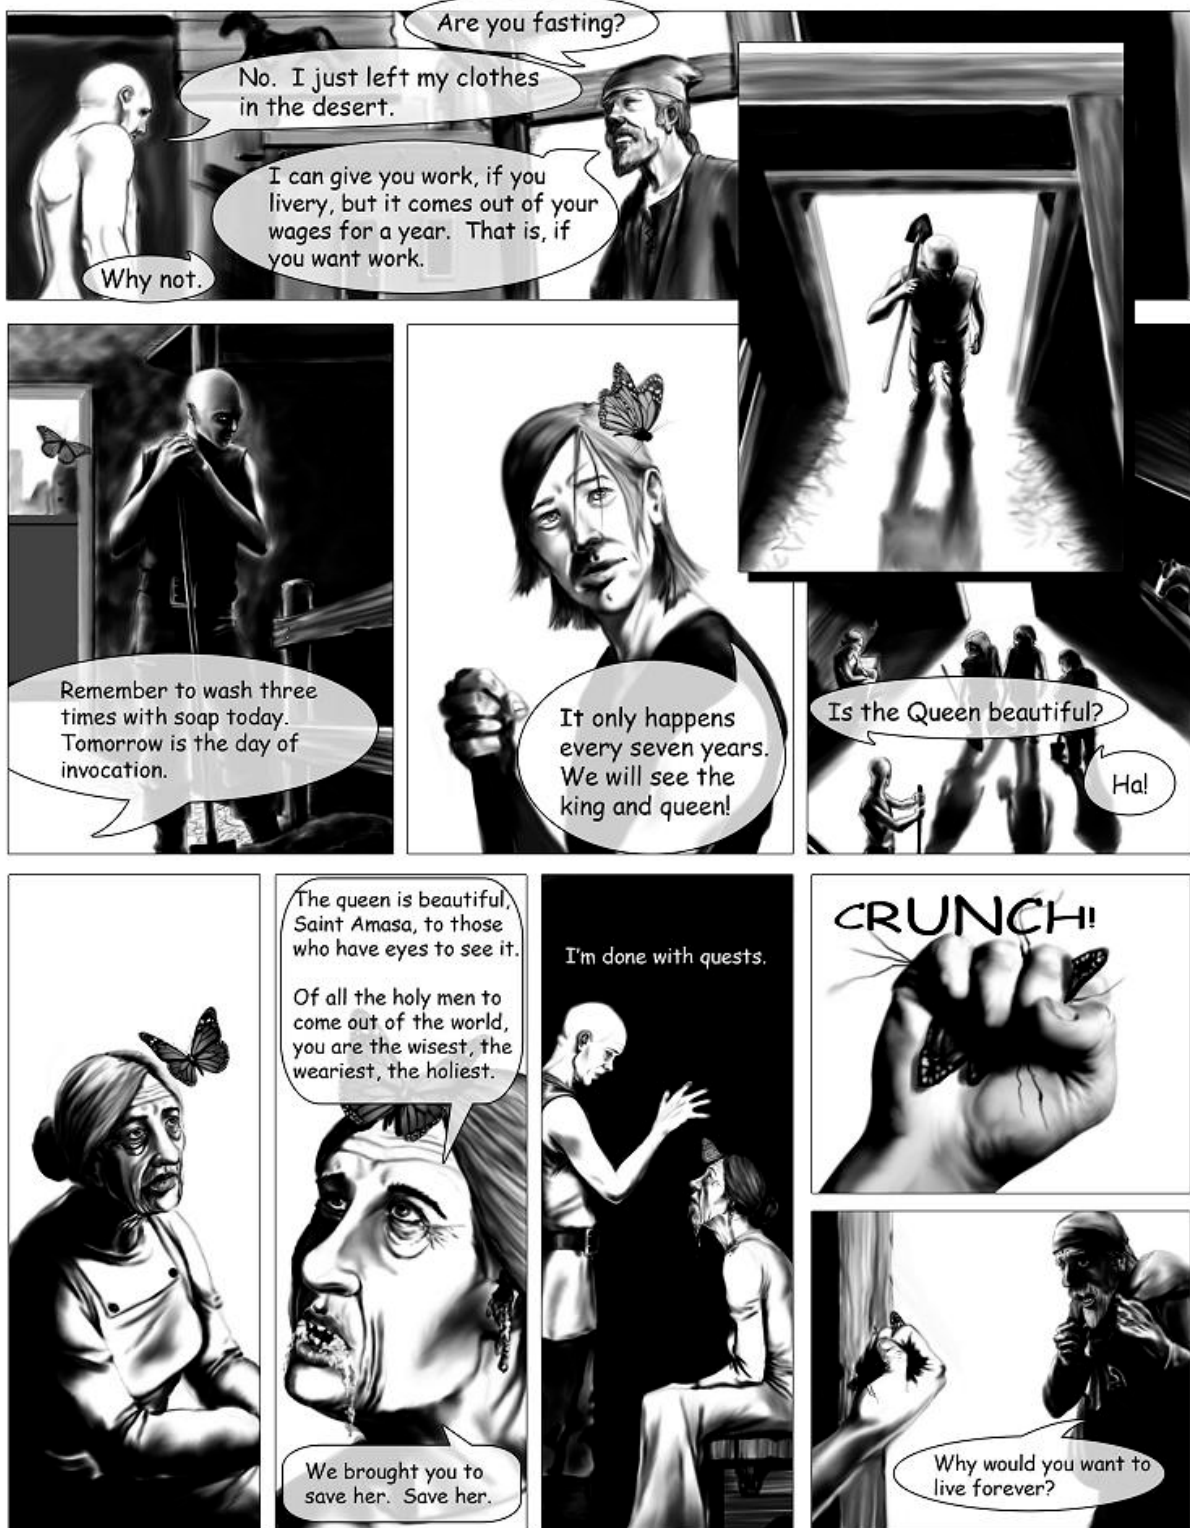 Are you fasting?
No. I just left my clothes
in the desert.
I can give you work, if you
livery, but it comes out of your
wages for a year. That is, if
you want work.
Why not.
Remember to wash three
times with soap today.
Tomorrow is the day of
invocation.
It only happens
every seven years.
We will see the
king and queen!
Is the Queen beautiful?
Ha!
The queen is beautiful,
Saint Amasa, to those
who have eyes to see it.
Of all the holy men to
come out of the world,
you are the wisest, the
weariest, the holiest.
We brought you to
save her. Save her.
I'm done with quests.
CRUNCH!
Why would you want to
live forever?